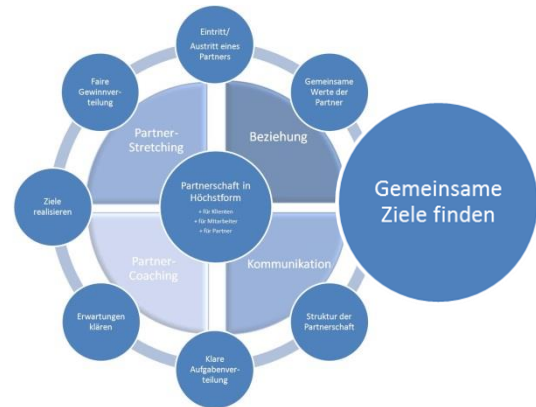 Eintritt/
Austritt eines
Partners
Gemeinsame
Werte der
Partner
Gemeinsame
Ziele finden
Struktur der
Partnerschaft
Klare
Aufgabenver-
teilung
Erwartungen
klären
Ziele
realisieren
Faire
Gewinnver-
teilung
Partner-
Stretching
Beziehung
Partner-
Coaching
Kommunikation
Partnerschaft in
Höchstform
+ für Klienten
+ für Mitarbeiter
+ für Partner